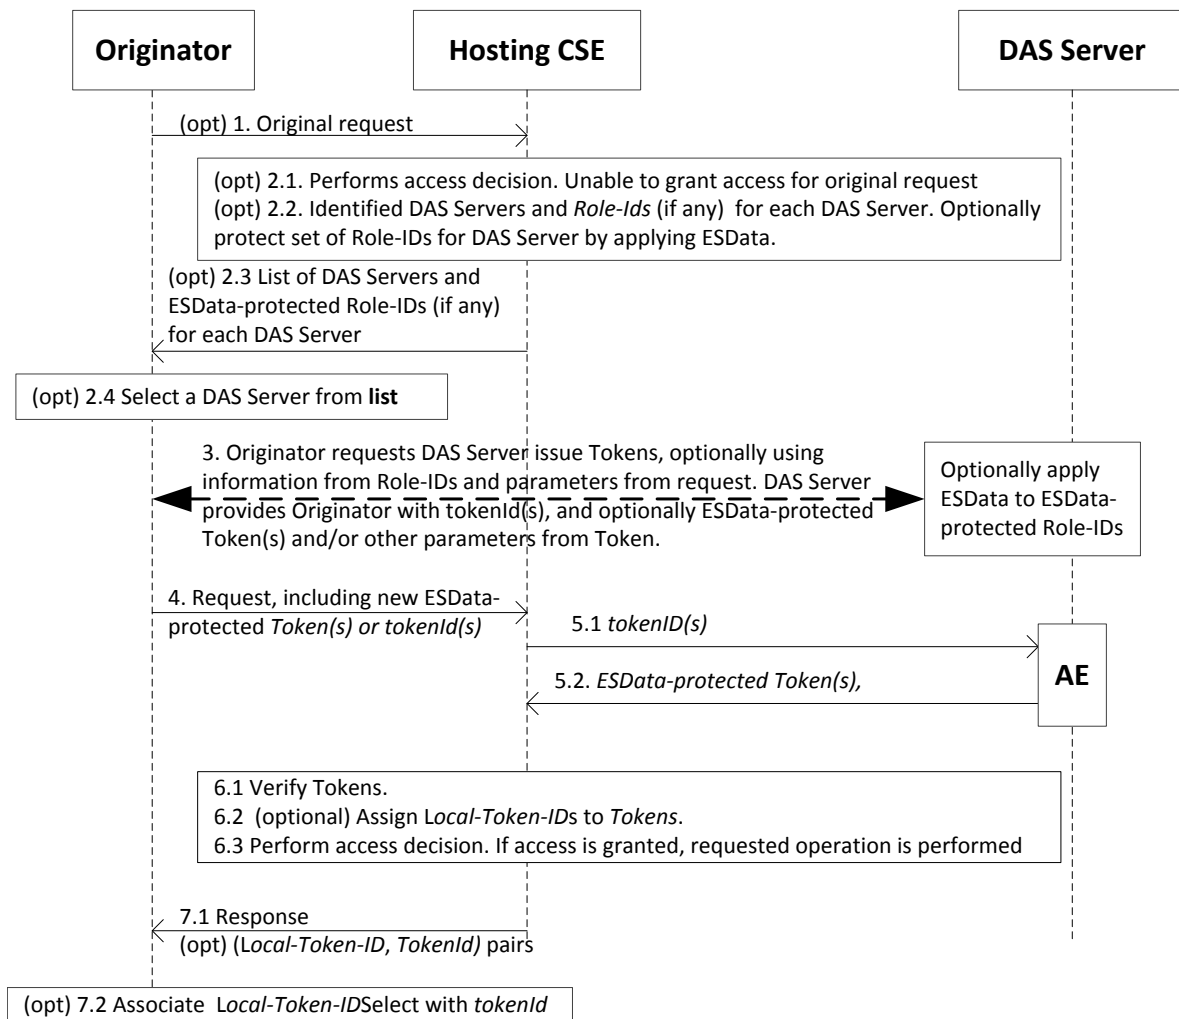 Originator
Hosting CSE
DAS Server
(opt) 1. Original request
(opt) 2.1. Performs access decision. Unable to grant access for original request
(opt) 2.2. Identified DAS Servers and Role-Ids (if any)  for each DAS Server. Optionally
protect set of Role-IDs for DAS Server by applying ESData.
(opt) 2.3 List of DAS Servers and
ESData-protected Role-IDs (if any)
for each DAS Server
(opt) 2.4 Select a DAS Server from list
3. Originator requests DAS Server issue Tokens, optionally using
information from Role-IDs and parameters from request. DAS Server
provides Originator with tokenId(s), and optionally ESData-protected
Token(s) and/or other parameters from Token.
Optionally apply
ESData to ESData-
protected Role-IDs
4. Request, including new ESData-
protected Token(s) or tokenId(s)
5.1 tokenID(s)
5.2. ESData-protected Token(s),
AE
6.1 Verify Tokens.
6.2  (optional) Assign Local-Token-IDs to Tokens.
6.3 Perform access decision. If access is granted, requested operation is performed
7.1 Response
(opt) (Local-Token-ID, TokenId) pairs
(opt) 7.2 Associate  Local-Token-IDSelect with tokenId